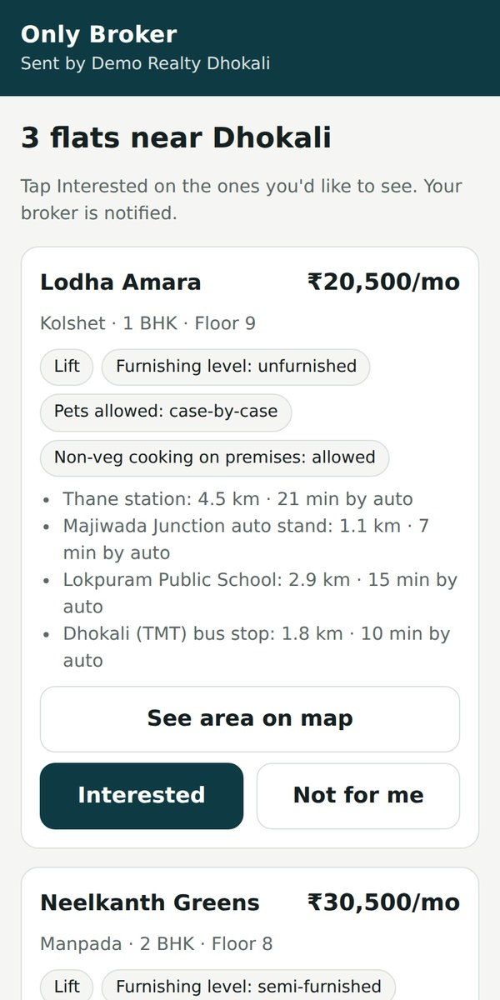 Only Broker
Sent by Demo Realty Dhokali
3 flats near Dhokali
Tap Interested on the ones you'd like to see. Your
broker is notified.
Lodha Amara ₹20,500/mo
Kolshet · 1 BHK · Floor 9
Lift Furnishing level: unfurnished
Pets allowed: case-by-case
Non-veg cooking on premises: allowed
• Thane station: 4.5 km · 21 min by auto
• Majiwada Junction auto stand: 1.1 km · 7
min by auto
• Lokpuram Public School: 2.9 km · 15 min by
auto
• Dhokali (TMT) bus stop: 1.8 km · 10 min by
auto
See area on map
Interested Not for me
Neelkanth Greens ₹30,500/mo
Manpada · 2 BHK · Floor 8
Lift Furnishing level: semi-furnished